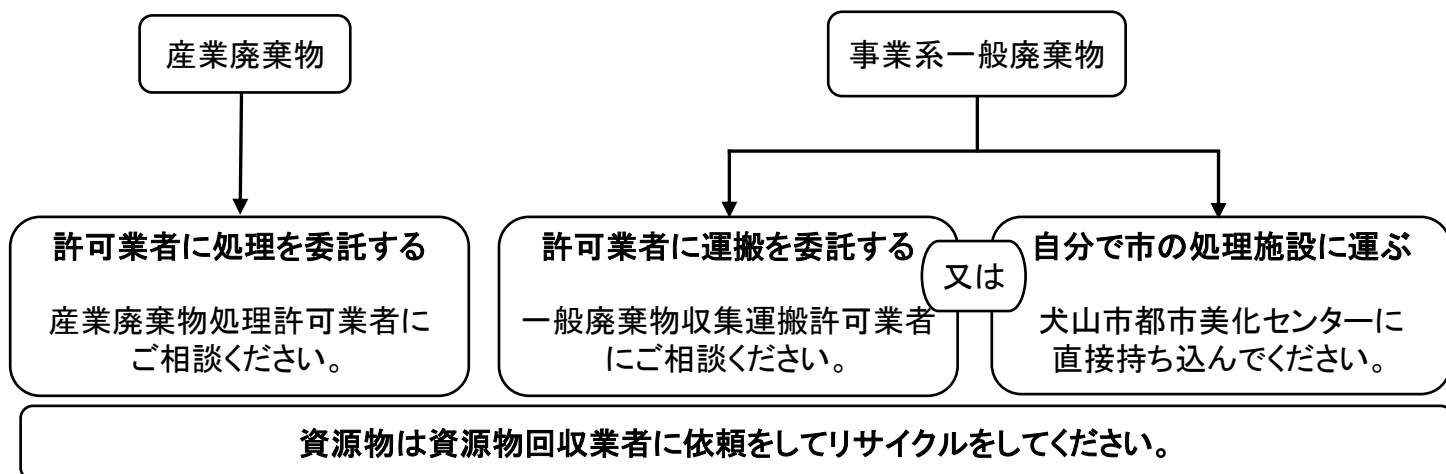 産業廃棄物
事業系一般廃棄物
許可業者に処理を委託する
産業廃棄物処理許可業者に
ご相談ください。
許可業者に運搬を委託する
一般廃棄物収集運搬許可業者
にご相談ください。
又は
自分で市の処理施設に運ぶ
犬山市都市美化センターに
直接持ち込んでください。
資源物は資源物回収業者に依頼をしてリサイクルをしてください。